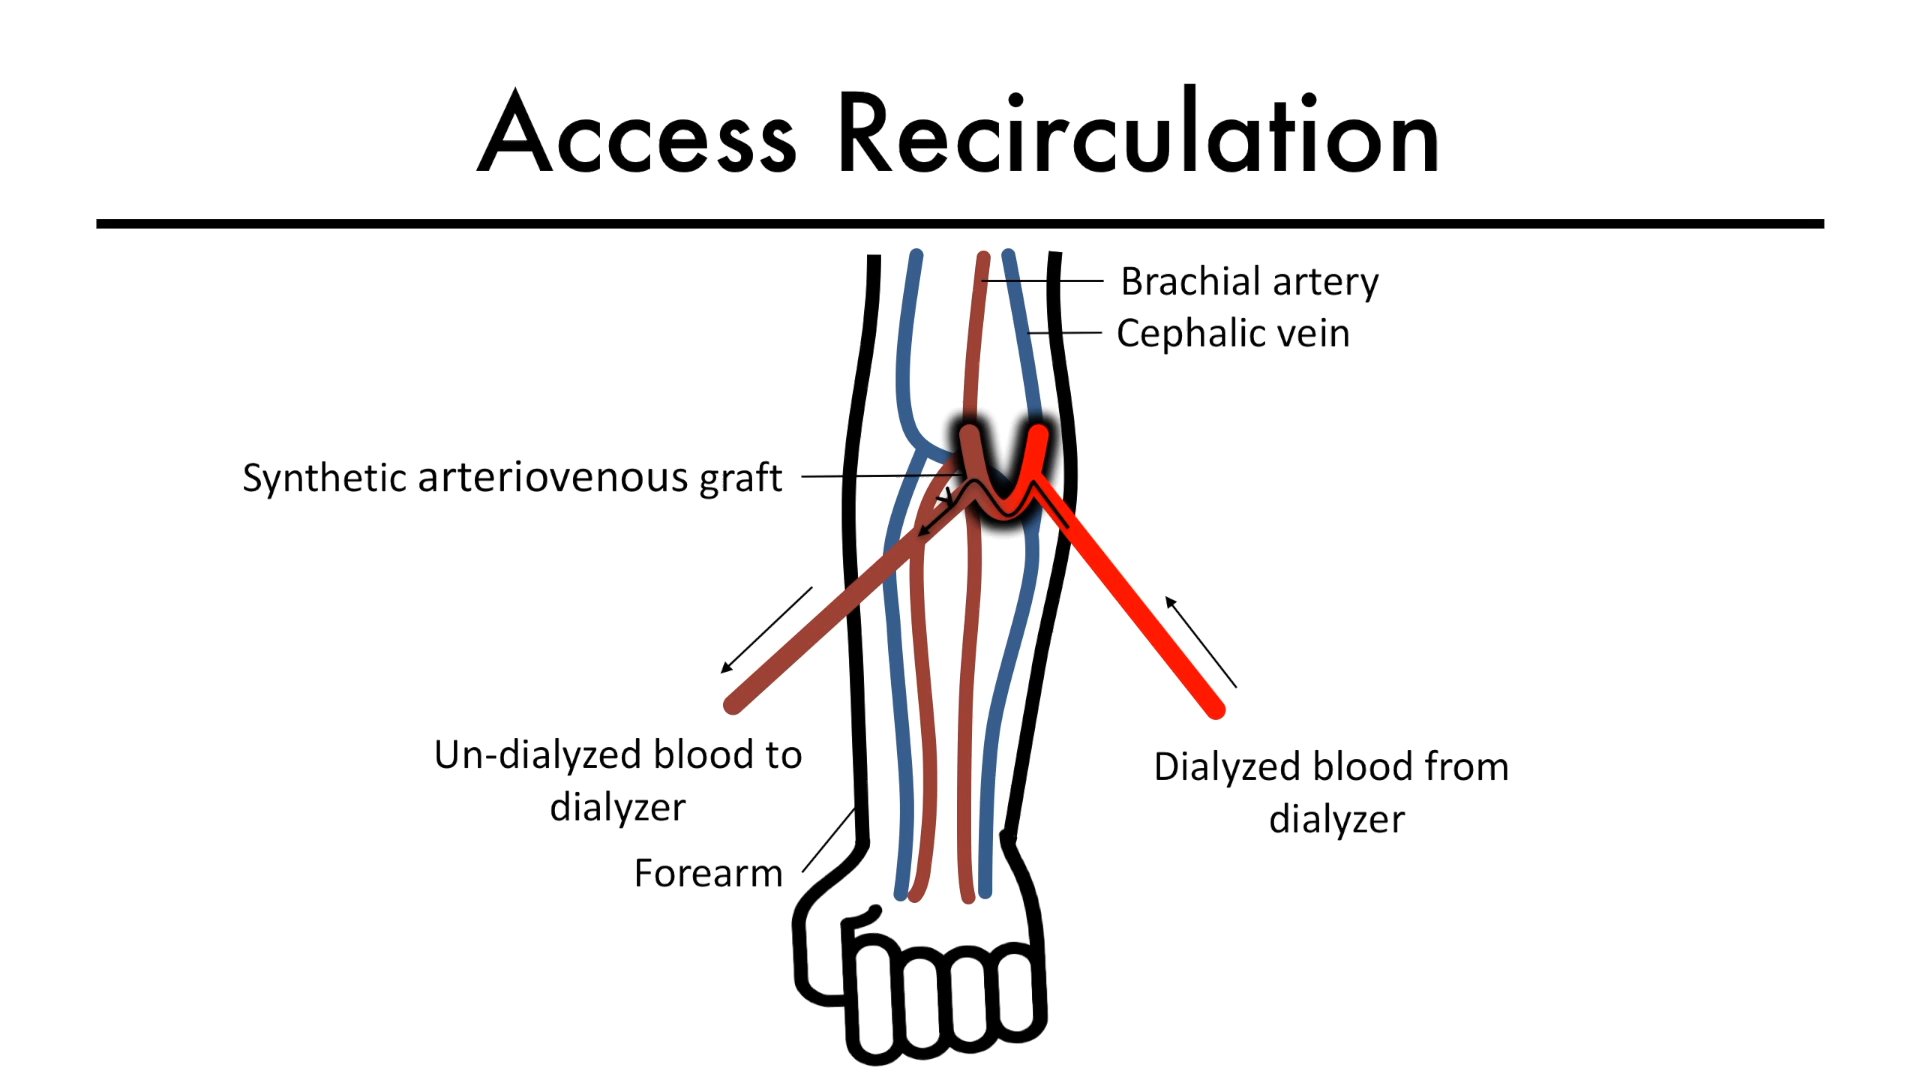 Access Recirculation
Brachial artery
Cephalic vein
Synthetic arteriovenous graft
Un-dialyzed blood to
dialyzer
Dialyzed blood from
dialyzer
Forearm